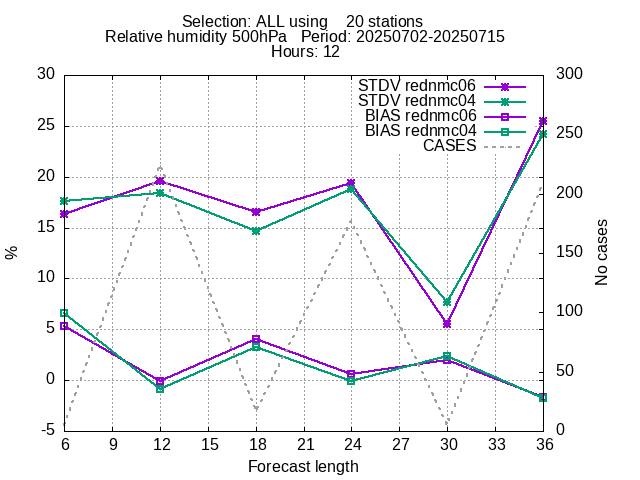 Selection: ALL using    20 stations
Relative humidity 500hPa   Period: 20250702-20250715
Hours: 12
STDV rednmc06
STDV rednmc04
BIAS rednmc06
BIAS rednmc04
CASES
30
25
20
15
10
5
0
-5
%
300
250
200
150
100
50
0
No cases
6 9 12 15 18 21 24 27 30 33 36
Forecast length